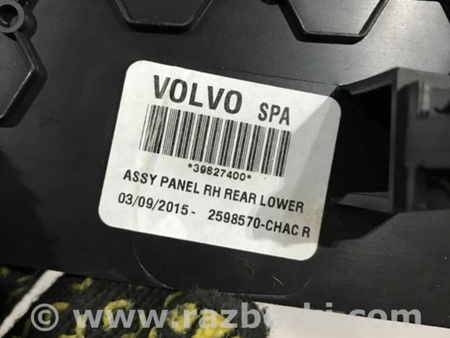 VOLVO SPA
*39827400*
ASSY PANEL RH REAR LOWER
03/09/2015- 2598570-CHAC R
© www.razborki.com